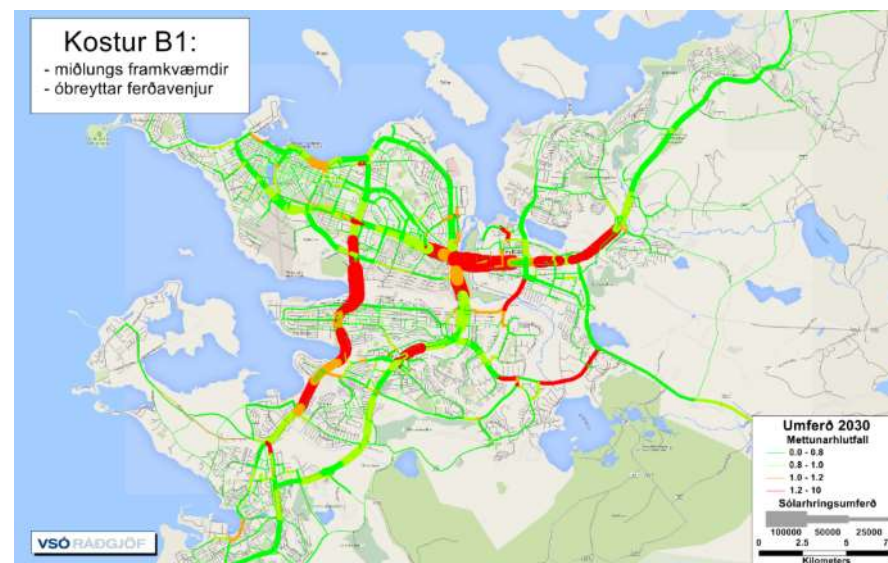 Kostur B1:
- miðlungs framkvæmdir
- óbreyttar ferðavenjur
Umferð 2030
Mettunarhlutfall
0.0 - 0.8
0.8 - 1.0
1.0 - 1.2
1.2 - 10
Sólarhringsumferð
100000 50000 25000
0 2.5 5 7
Kilometers
VSÓ RÁÐGJÖF